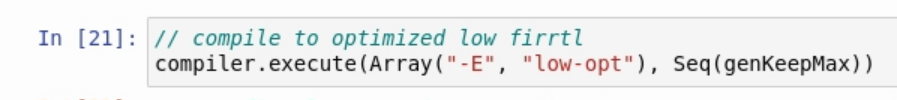 In [21]: // compile to optimized low firrtl
compiler.execute(Array("-E", "low-opt"), Seq(genKeepMax))